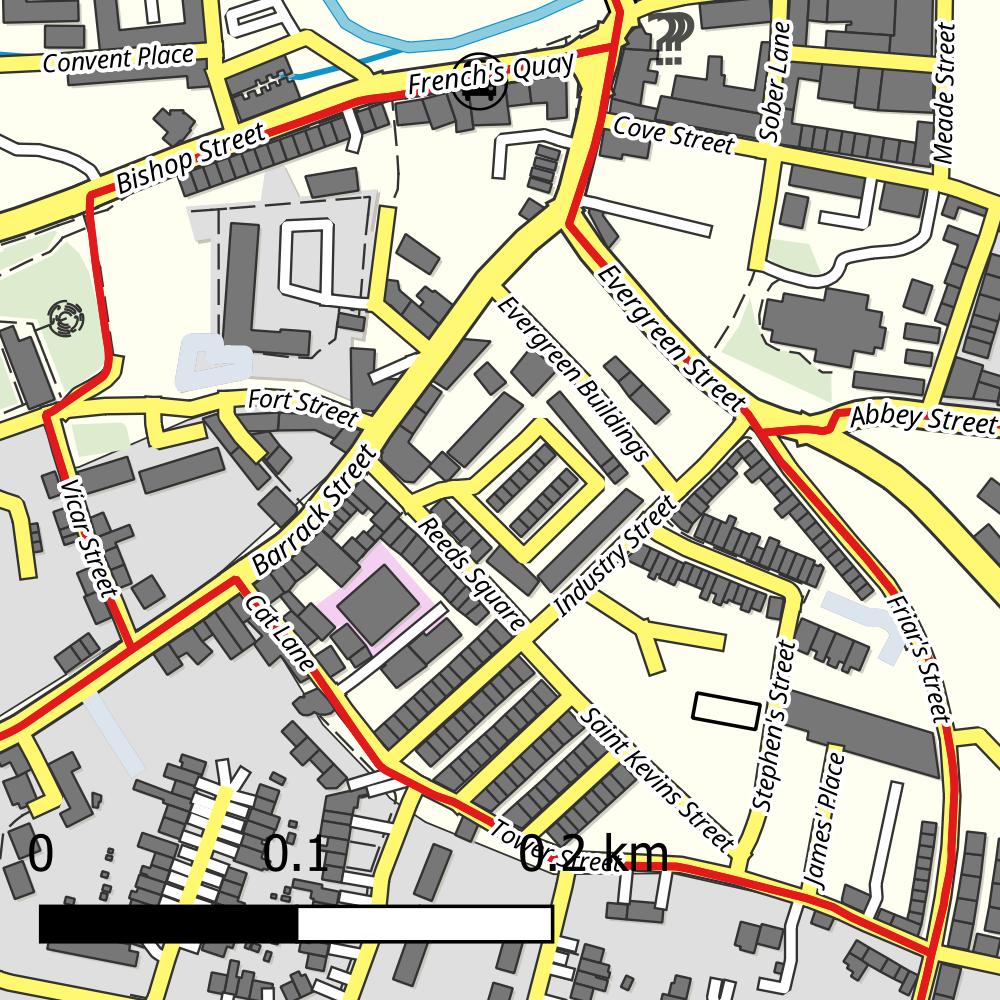 Convent Place
French's Quay
Sober Lane
Meade Street
Bishop Street
Cove Street
Evergreen Street
Evergreen Buildings
Fort Street
Abbey Street
Vicar Street
Barrack Street
Reeds Square
Industry Street
Cat Lane
Friar's Street
Stephen's Street
Saint Kevins Street
James' Place
Tower Street
0 0.1 0.2 km